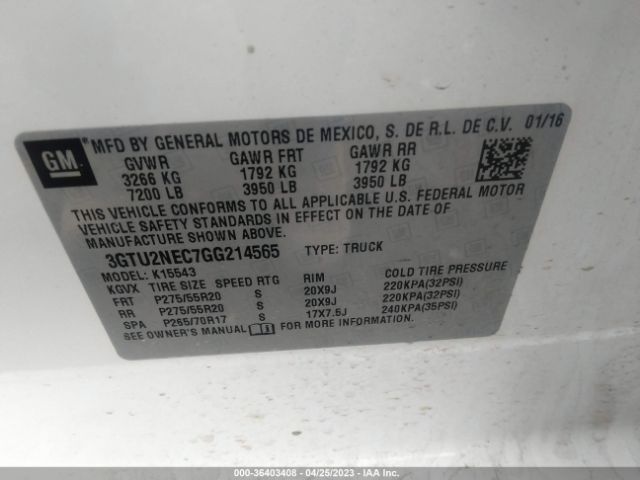 GM
MFD BY GENERAL MOTORS DE MEXICO, S. DE R.L. DE C.V. 01/16
GVWR GAWR FRT GAWR RR
3266 KG 1792 KG 1792 KG
7200 LB 3950 LB 3950 LB
THIS VEHICLE CONFORMS TO ALL APPLICABLE U.S. FEDERAL MOTOR
VEHICLE SAFETY STANDARDS IN EFFECT ON THE DATE OF
MANUFACTURE SHOWN ABOVE.
3GTU2NEC7GG214565 TYPE: TRUCK
MODEL: K15543
KGVX TIRE SIZE SPEED RTG RIM COLD TIRE PRESSURE
FRT P275/55R20 S 20X9J 220KPA(32PSI)
RR P275/55R20 S 20X9J 220KPA(32PSI)
SPA P265/70R17 S 17X7.5J 240KPA(35PSI)
SEE OWNER'S MANUAL FOR MORE INFORMATION.
000-36403408 - 04/25/2023 - IAA Inc.